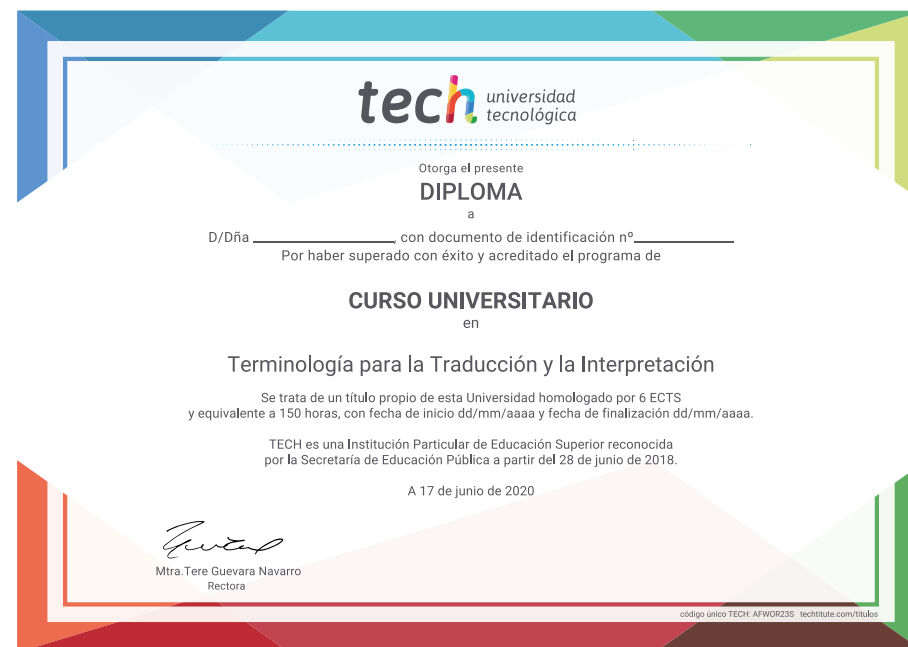 tech universidad
tecnológica
Otorga el presente
DIPLOMA
a
D/Dña ____________________, con documento de identificación nº______________
Por haber superado con éxito y acreditado el programa de
CURSO UNIVERSITARIO
en
Terminología para la Traducción y la Interpretación
Se trata de un título propio de esta Universidad homologado por 6 ECTS
y equivalente a 150 horas, con fecha de inicio dd/mm/aaaa y fecha de finalización dd/mm/aaaa.
TECH es una Institución Particular de Educación Superior reconocida
por la Secretaría de Educación Pública a partir del 28 de junio de 2018.
A 17 de junio de 2020
Mtra.Tere Guevara Navarro
Rectora
código único TECH: AFWOR23S techtitute.com/titulos